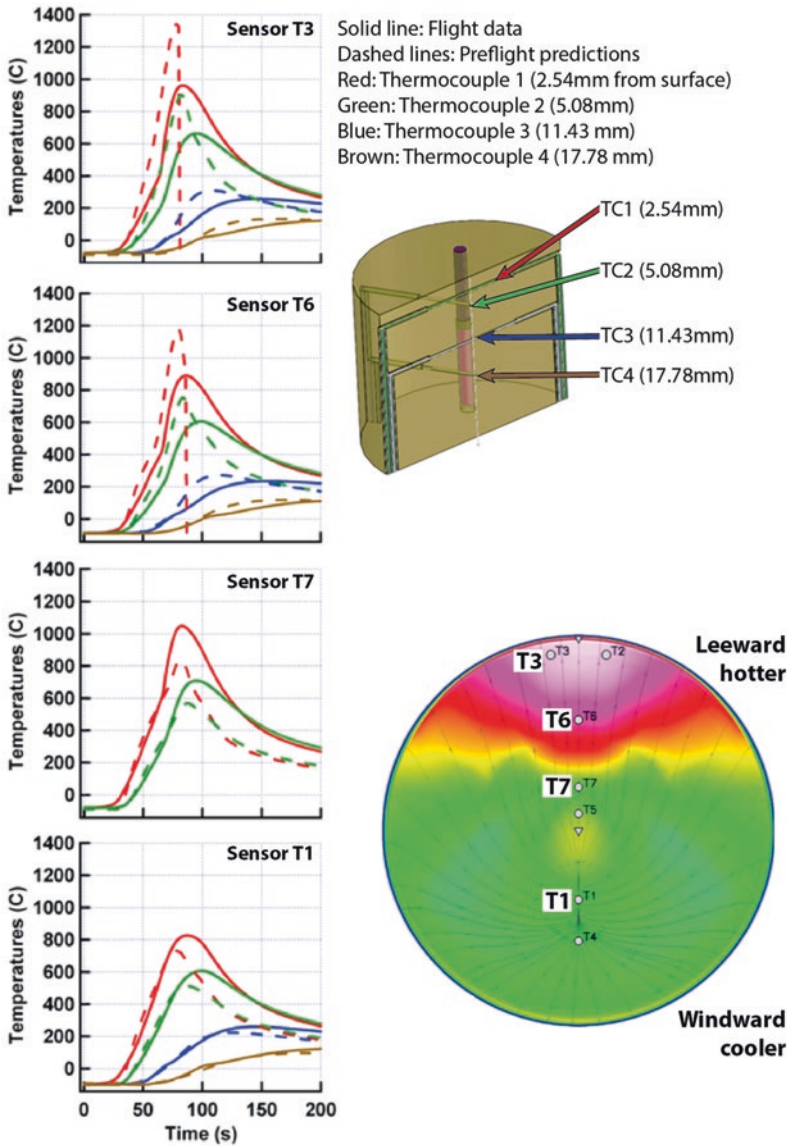 1400
1200
1000
800
600
400
200
0
Temperatures (C)
Sensor T3
Solid line: Flight data
Dashed lines: Preflight predictions
Red: Thermocouple 1 (2.54mm from surface)
Green: Thermocouple 2 (5.08mm)
Blue: Thermocouple 3 (11.43 mm)
Brown: Thermocouple 4 (17.78 mm)
TC1 (2.54mm)
TC2 (5.08mm)
TC3 (11.43mm)
TC4 (17.78mm)
1400
1200
1000
800
600
400
200
0
Temperatures (C)
Sensor T6
1400
1200
1000
800
600
400
200
0
Temperatures (C)
Sensor T7
1400
1200
1000
800
600
400
200
0
Temperatures (C)
Sensor T1
0 50 100 150 200
Time (s)
Leeward
hotter
T3 T3 T2
T6 T6
T7 T7
T5
T1 T1
T4
Windward
cooler